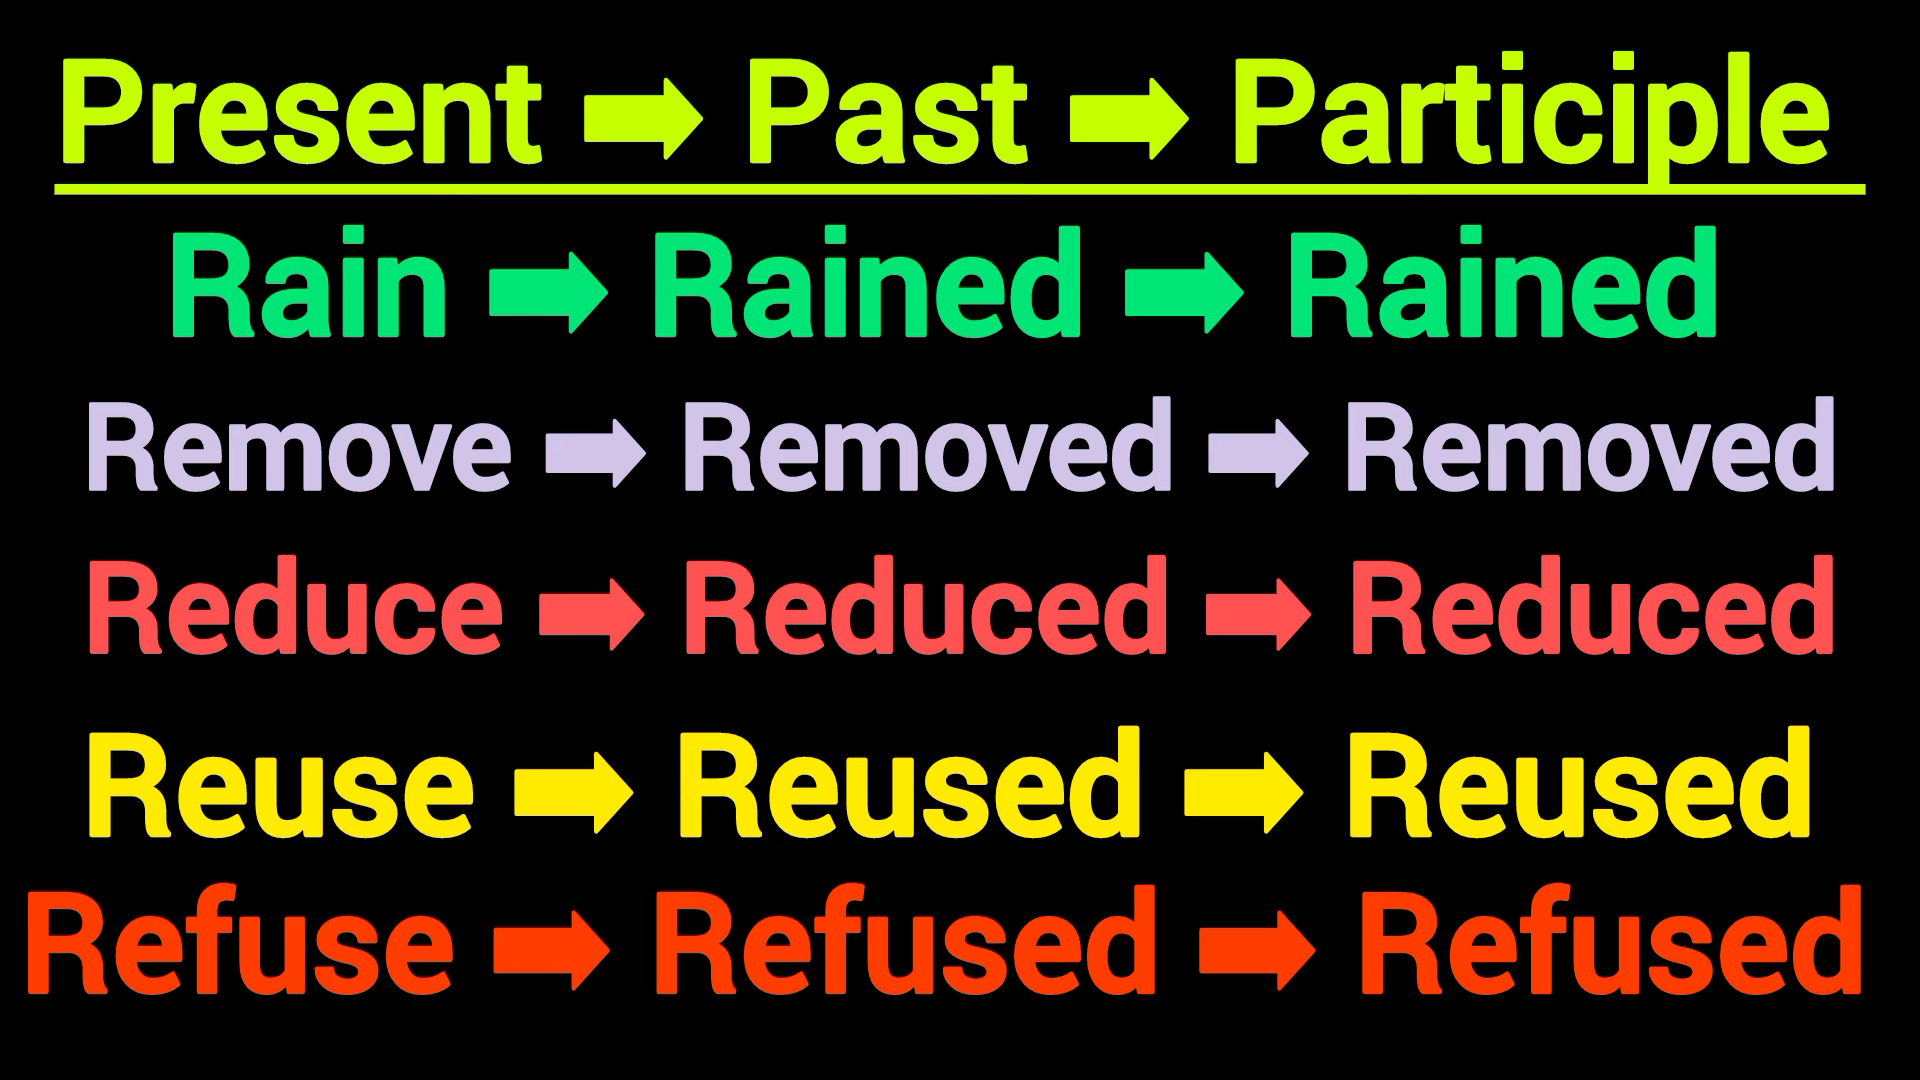 Present ➡ Past ➡ Participle
Rain ➡ Rained ➡ Rained
Remove ➡ Removed ➡ Removed
Reduce ➡ Reduced ➡ Reduced
Reuse ➡ Reused ➡ Reused
Refuse ➡ Refused ➡ Refused